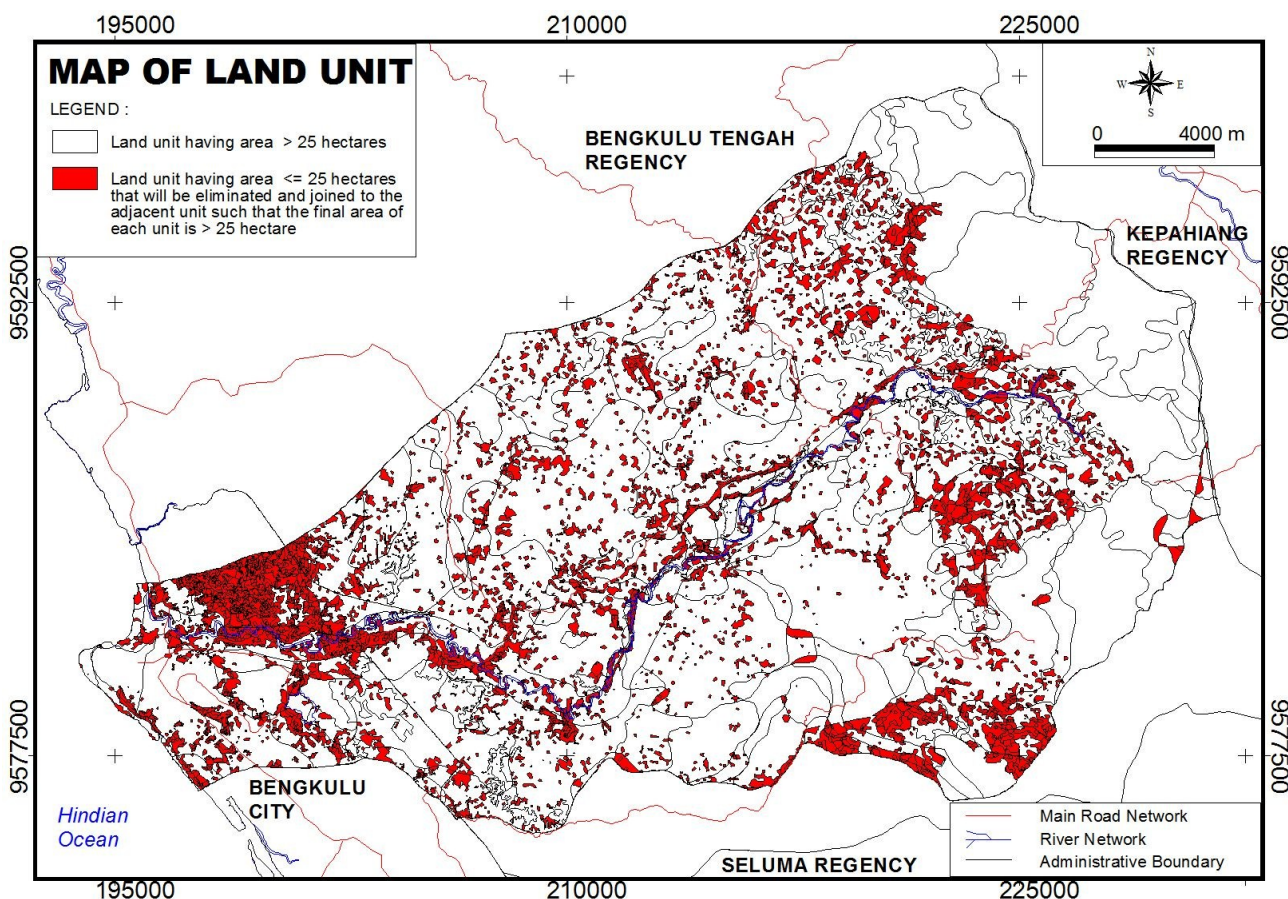 195000
210000
225000
MAP OF LAND UNIT
LEGEND :
Land unit having area > 25 hectares
Land unit having area <= 25 hectares
that will be eliminated and joined to the
adjacent unit such that the final area of
each unit is > 25 hectare
N
W
E
S
0
4000 m
BENGKULU TENGAH
REGENCY
KEPAHIANG
REGENCY
9592500
9592500
9577500
9577500
BENGKULU
CITY
Hindian
Ocean
SELUMA REGENCY
Main Road Network
River Network
Administrative Boundary
195000
210000
225000